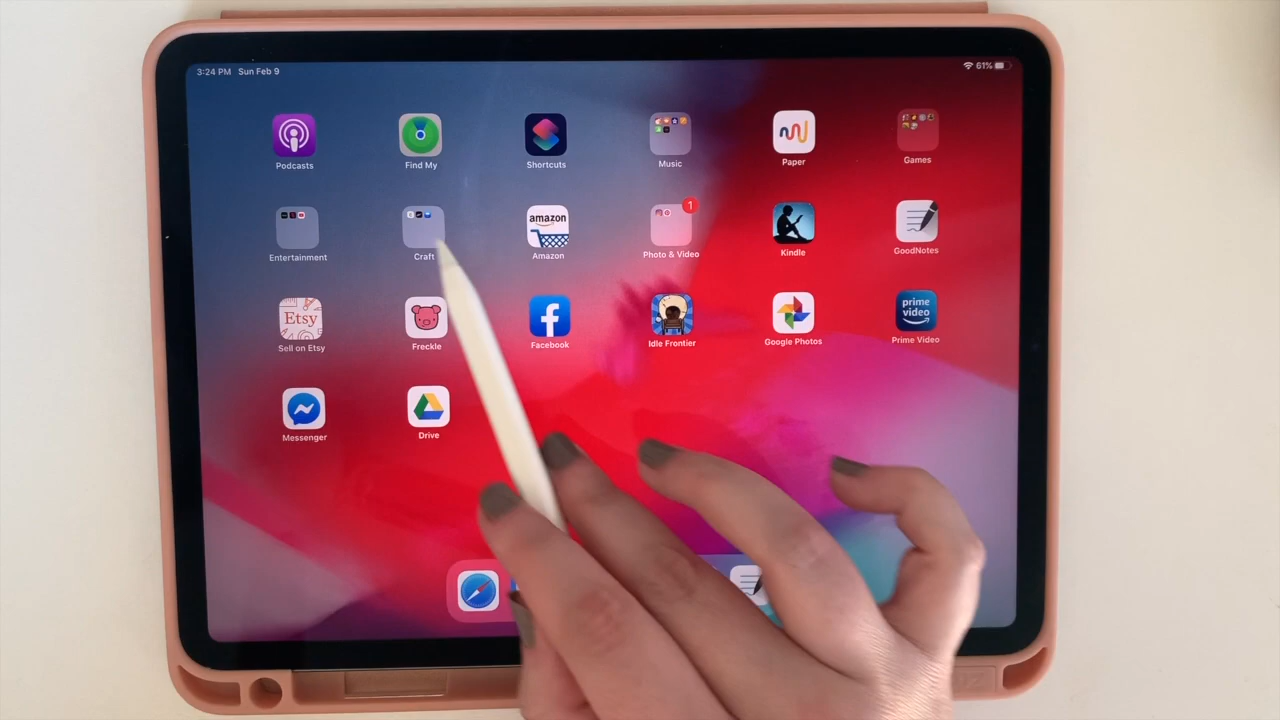 3:24 PM Sun Feb 9
61%
Podcasts
Find My
Shortcuts
Music
Paper
Games
Entertainment
Craft
amazon
Amazon
1
Photo & Video
Kindle
GoodNotes
Etsy
Sell on Etsy
Freckle
Facebook
Idle Frontier
Google Photos
prime
video
Prime Video
Messenger
Drive